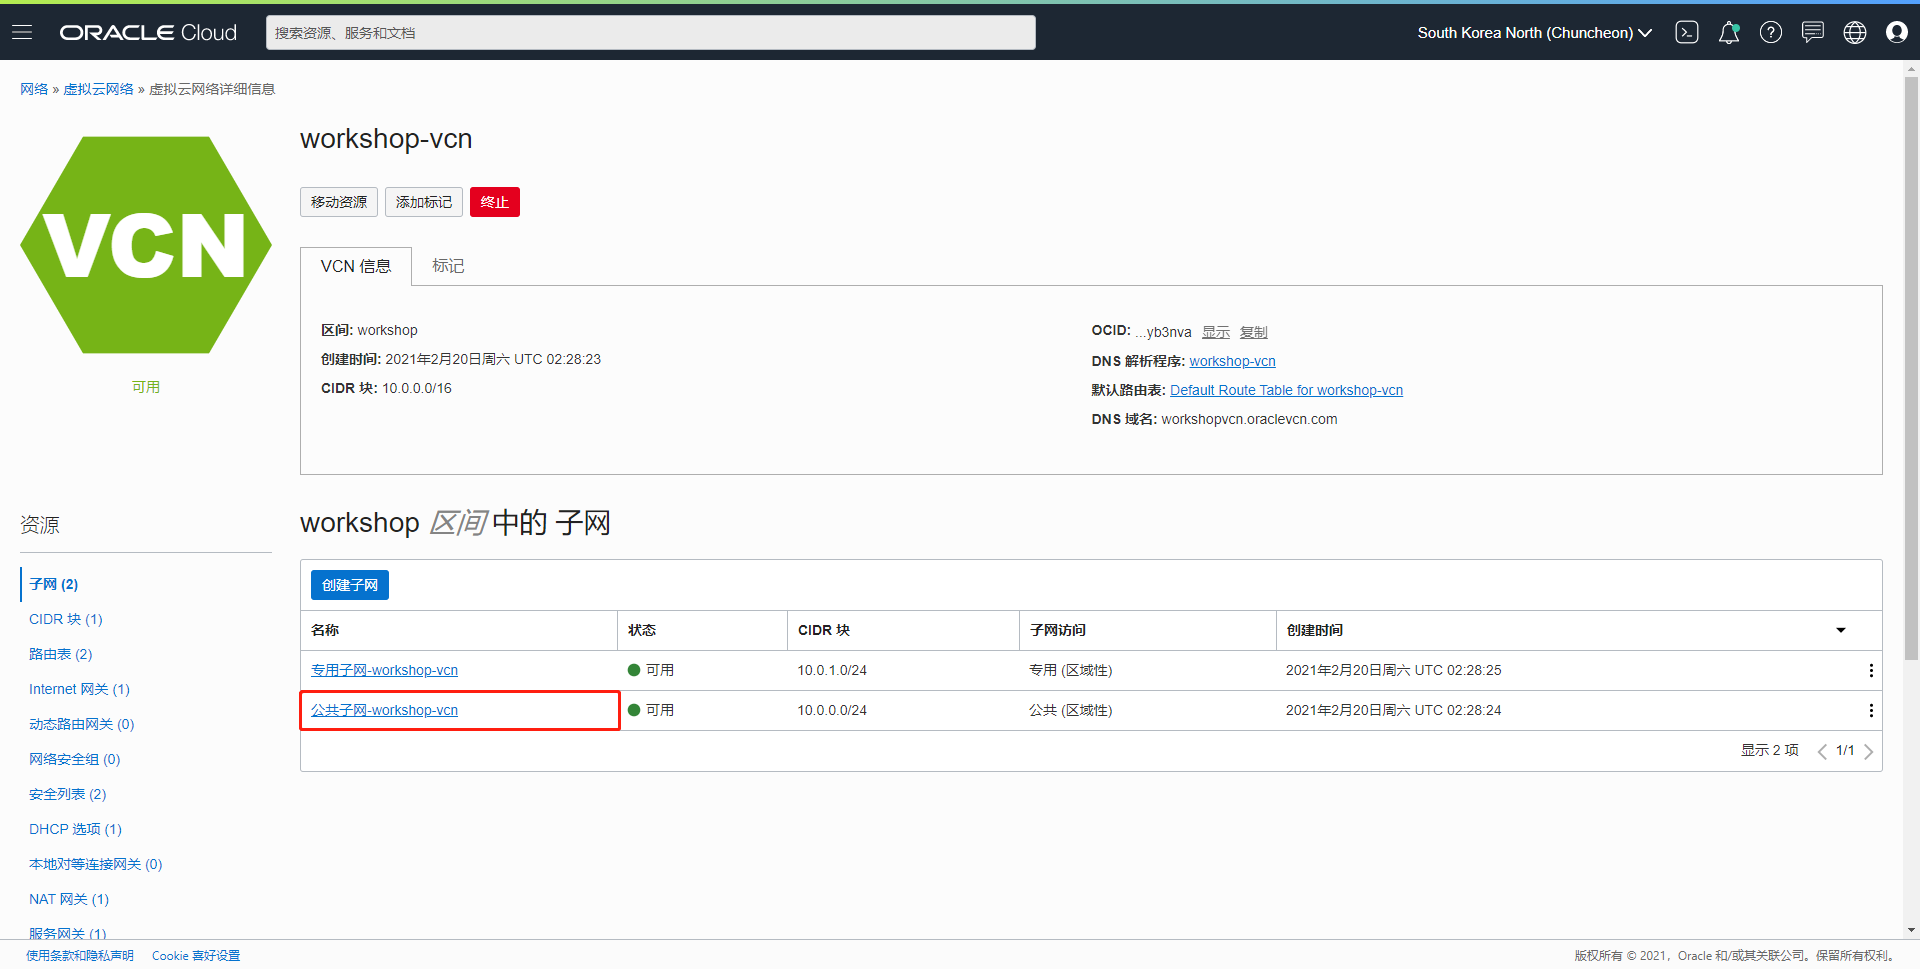 ORACLE Cloud
搜索资源、服务和文档
South Korea North (Chuncheon)
网络 » 虚拟云网络 » 虚拟云网络详细信息
VCN
可用
workshop-vcn
移动资源 添加标记 终止
VCN 信息 标记
区间: workshop
创建时间: 2021年2月20日周六 UTC 02:28:23
CIDR 块: 10.0.0.0/16
OCID: ...yb3nva 显示 复制
DNS 解析程序: workshop-vcn
默认路由表: Default Route Table for workshop-vcn
DNS 域名: workshopvcn.oraclevcn.com
资源
子网 (2)
CIDR 块 (1)
路由表 (2)
Internet 网关 (1)
动态路由网关 (0)
网络安全组 (0)
安全列表 (2)
DHCP 选项 (1)
本地对等连接网关 (0)
NAT 网关 (1)
服务网关 (1)
workshop 区间 中的 子网
创建子网
名称 状态 CIDR 块 子网访问 创建时间
专用子网-workshop-vcn 可用 10.0.1.0/24 专用 (区域性) 2021年2月20日周六 UTC 02:28:25
公共子网-workshop-vcn 可用 10.0.0.0/24 公共 (区域性) 2021年2月20日周六 UTC 02:28:24
显示 2 项 1/1
使用条款和隐私声明 Cookie 喜好设置
版权所有 © 2021，Oracle 和/或其关联公司。保留所有权利。